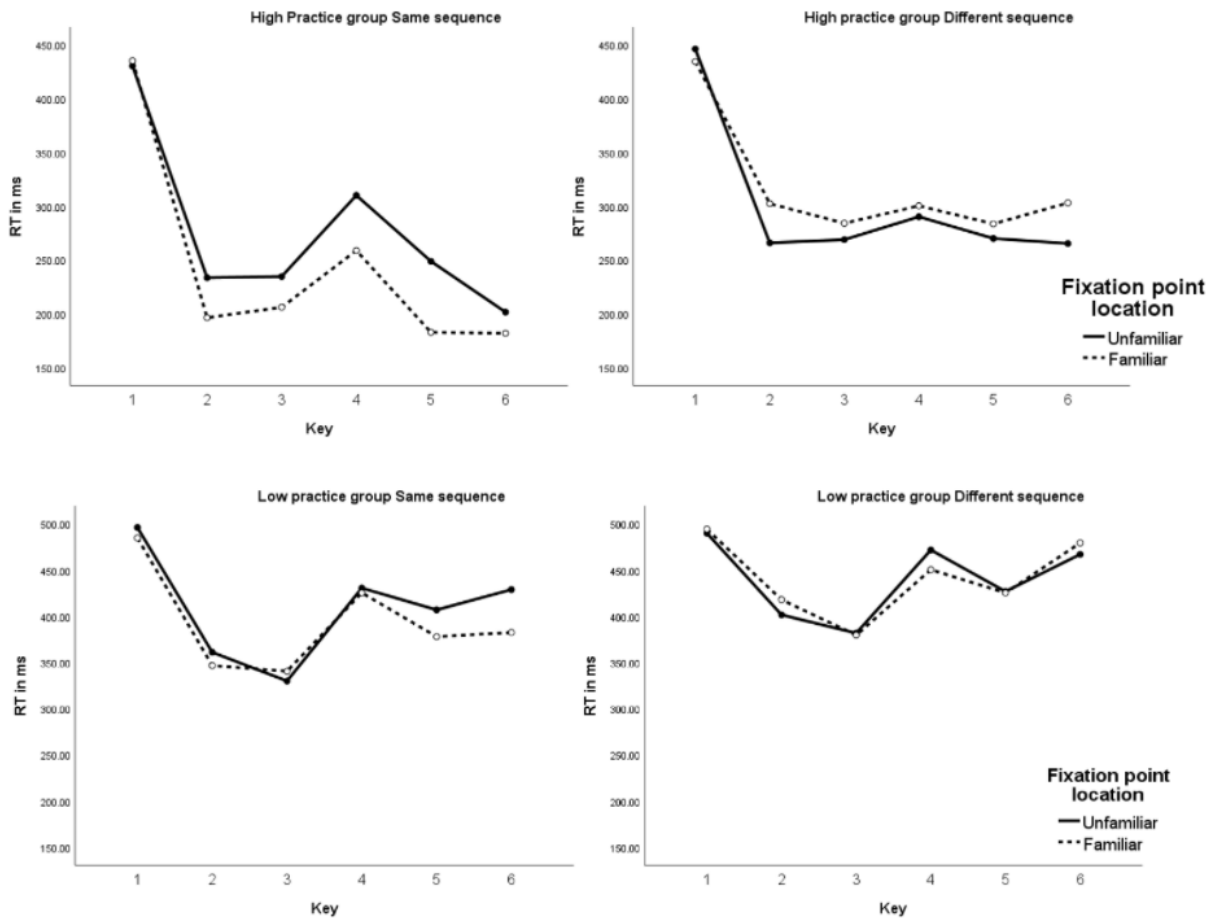 High Practice group Same sequence
450.00
400.00
350.00
300.00
250.00
200.00
150.00
RT in ms
1 2 3 4 5 6
Key
High practice group Different sequence
450.00
400.00
350.00
300.00
250.00
200.00
150.00
RT in ms
1 2 3 4 5 6
Key
Fixation point
location
Unfamiliar
Familiar
Low practice group Same sequence
500.00
450.00
400.00
350.00
300.00
250.00
200.00
150.00
RT in ms
1 2 3 4 5 6
Key
Low practice group Different sequence
500.00
450.00
400.00
350.00
300.00
250.00
200.00
150.00
RT in ms
1 2 3 4 5 6
Key
Fixation point
location
Unfamiliar
Familiar